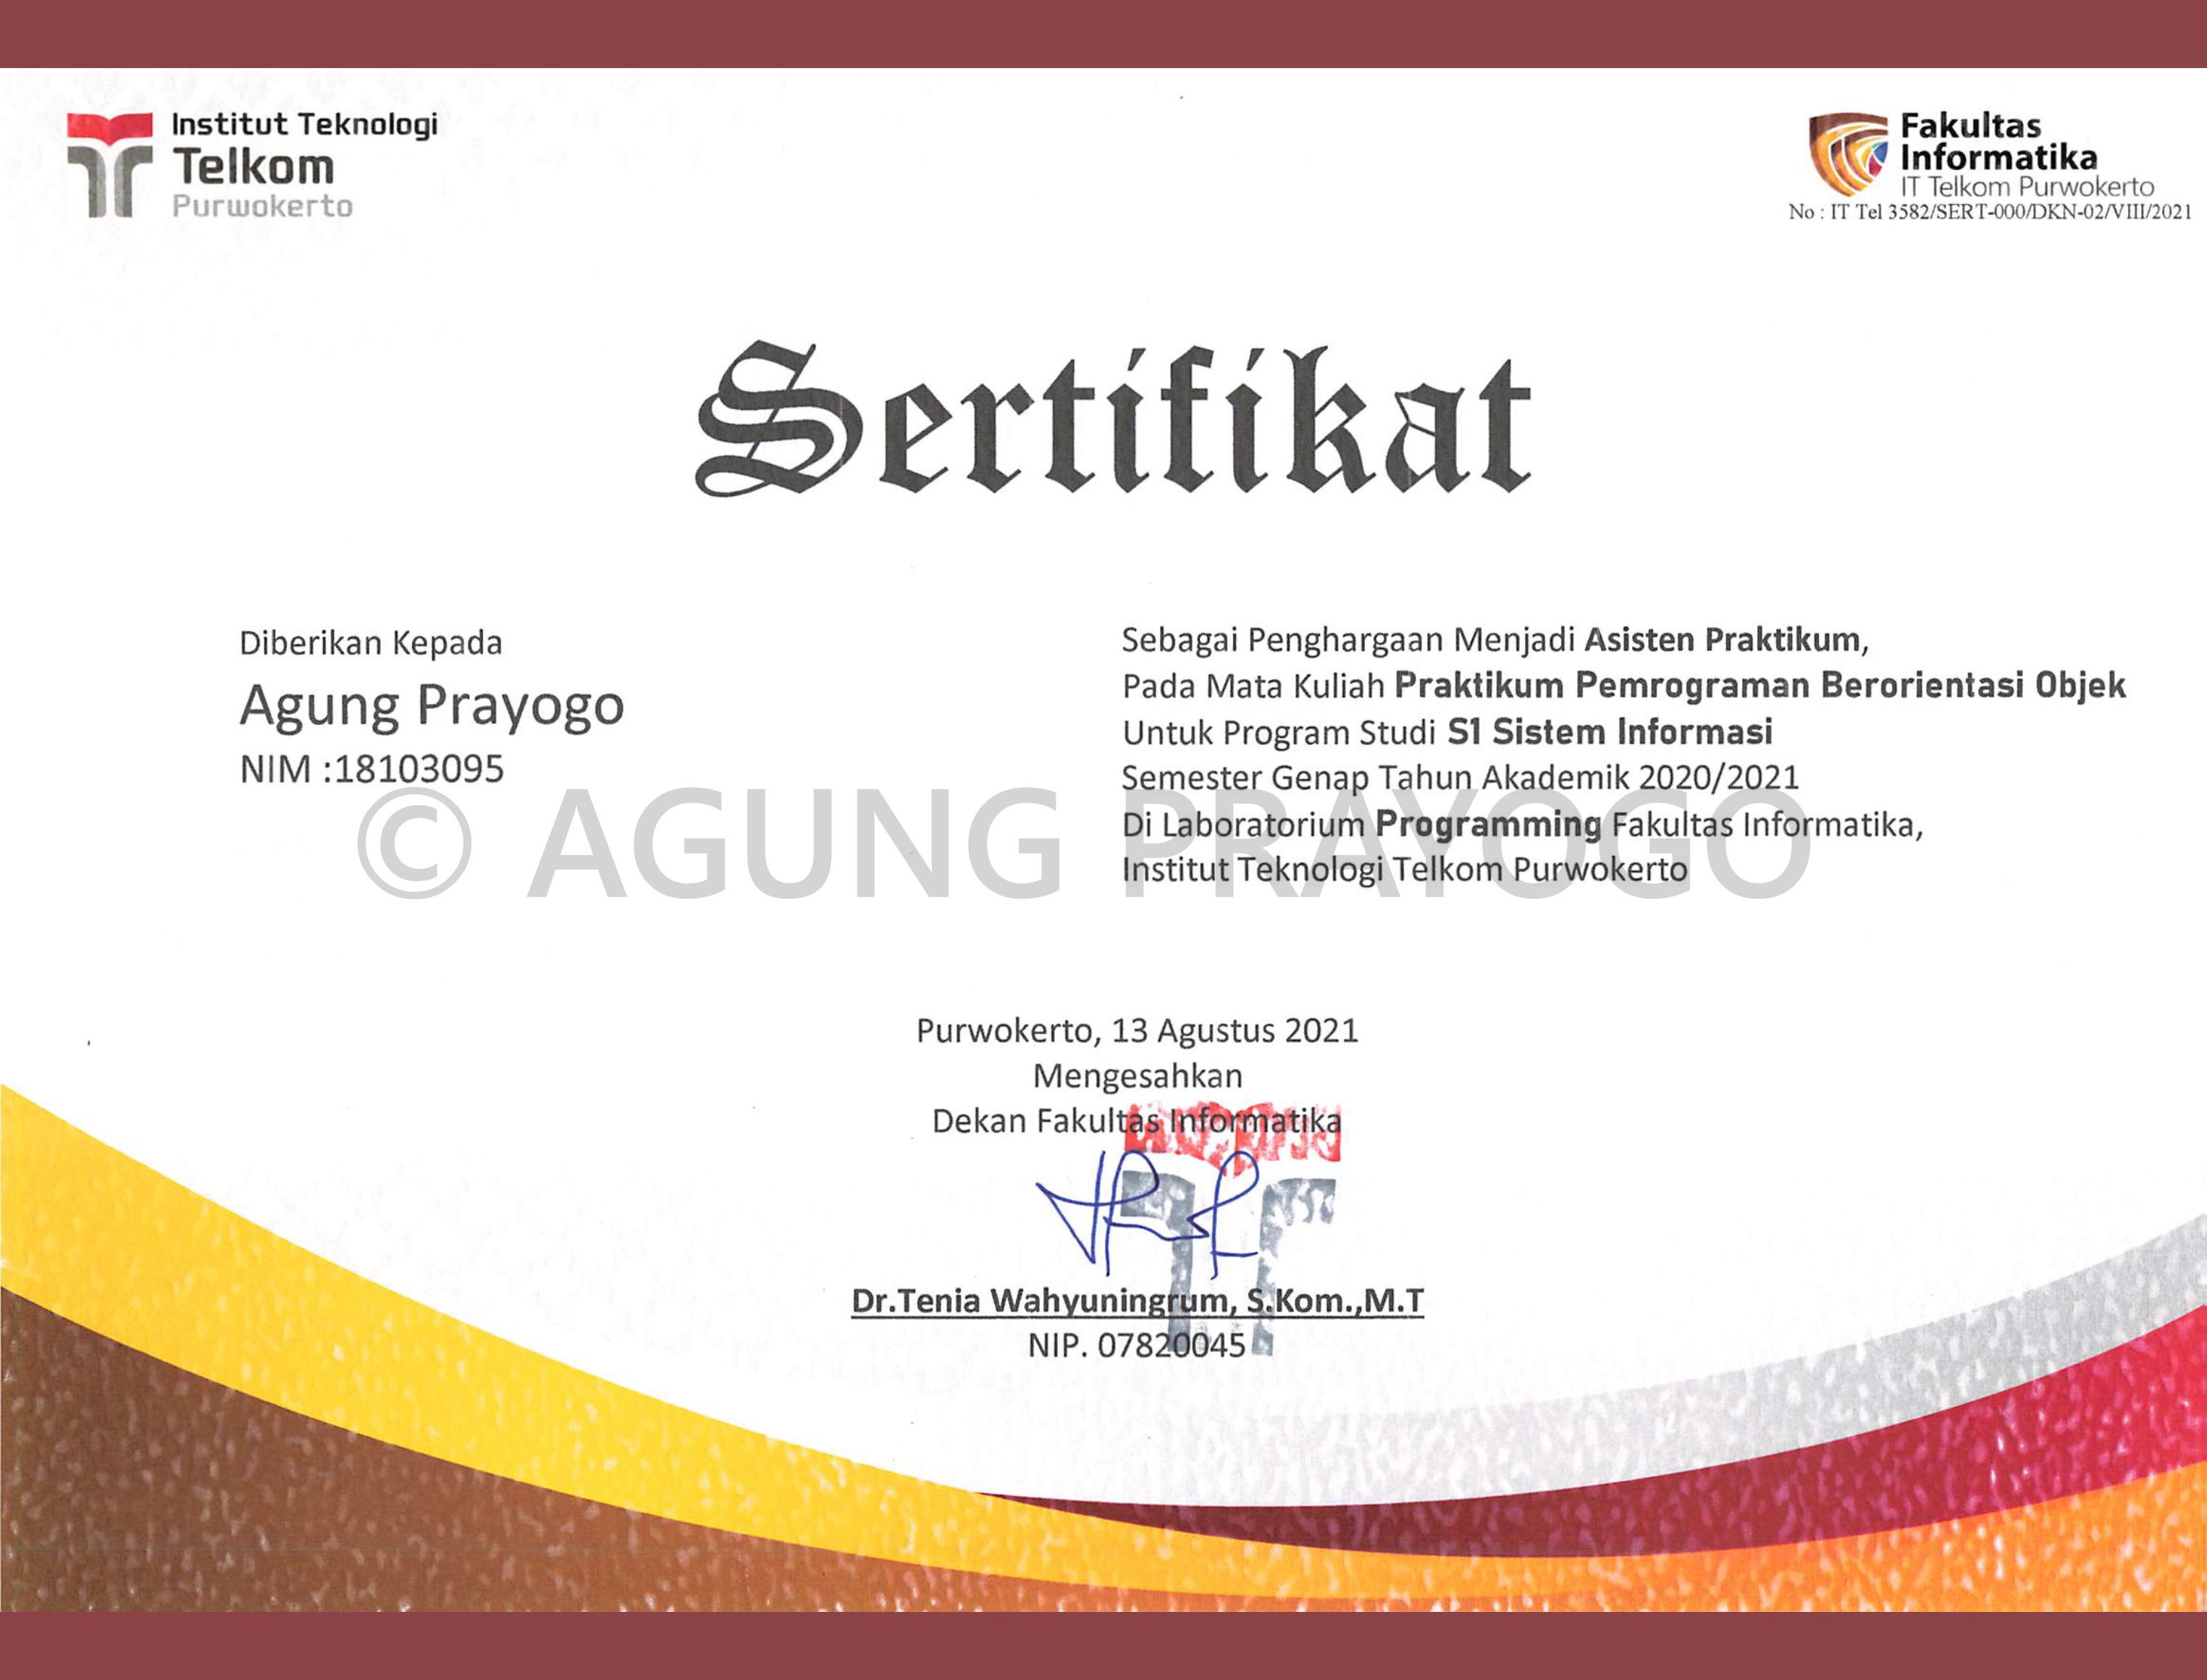 Institut Teknologi
Telkom
Purwokerto
Fakultas
Informatika
IT Telkom Purwokerto
No : IT Tel 3582/SERT-000/DKN-02/VIII/2021
Sertifikat
Diberikan Kepada
Agung Prayogo
NIM :18103095
Sebagai Penghargaan Menjadi Asisten Praktikum,
Pada Mata Kuliah Praktikum Pemrograman Berorientasi Objek
Untuk Program Studi S1 Sistem Informasi
Semester Genap Tahun Akademik 2020/2021
Di Laboratorium Programming Fakultas Informatika,
Institut Teknologi Telkom Purwokerto
© AGUNG PRAYOGO
Purwokerto, 13 Agustus 2021
Mengesahkan
Dekan Fakultas Informatika
Dr.Tenia Wahyuningrum, S.Kom.,M.T
NIP. 07820045